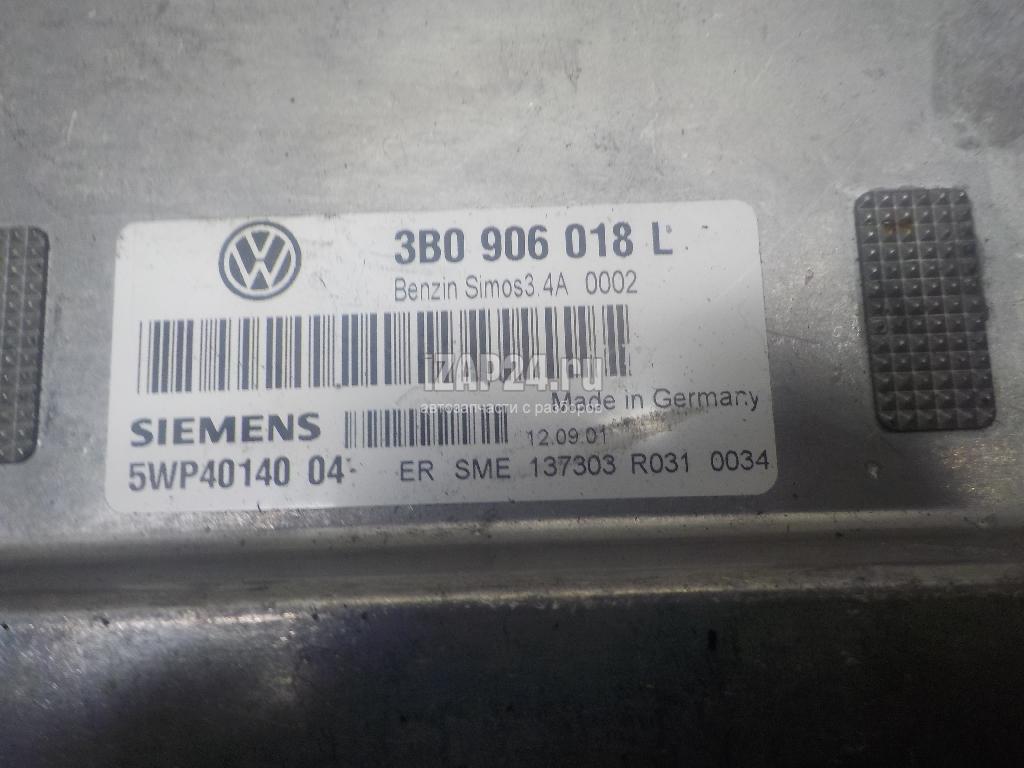 3B0 906 018 L
Benzin Simos3.4A 0002
iZAP24.ru
автозапчасти с разборов
Made in Germany
SIEMENS
12.09.01
5WP40140 04
ER SME 137303 R031 0034